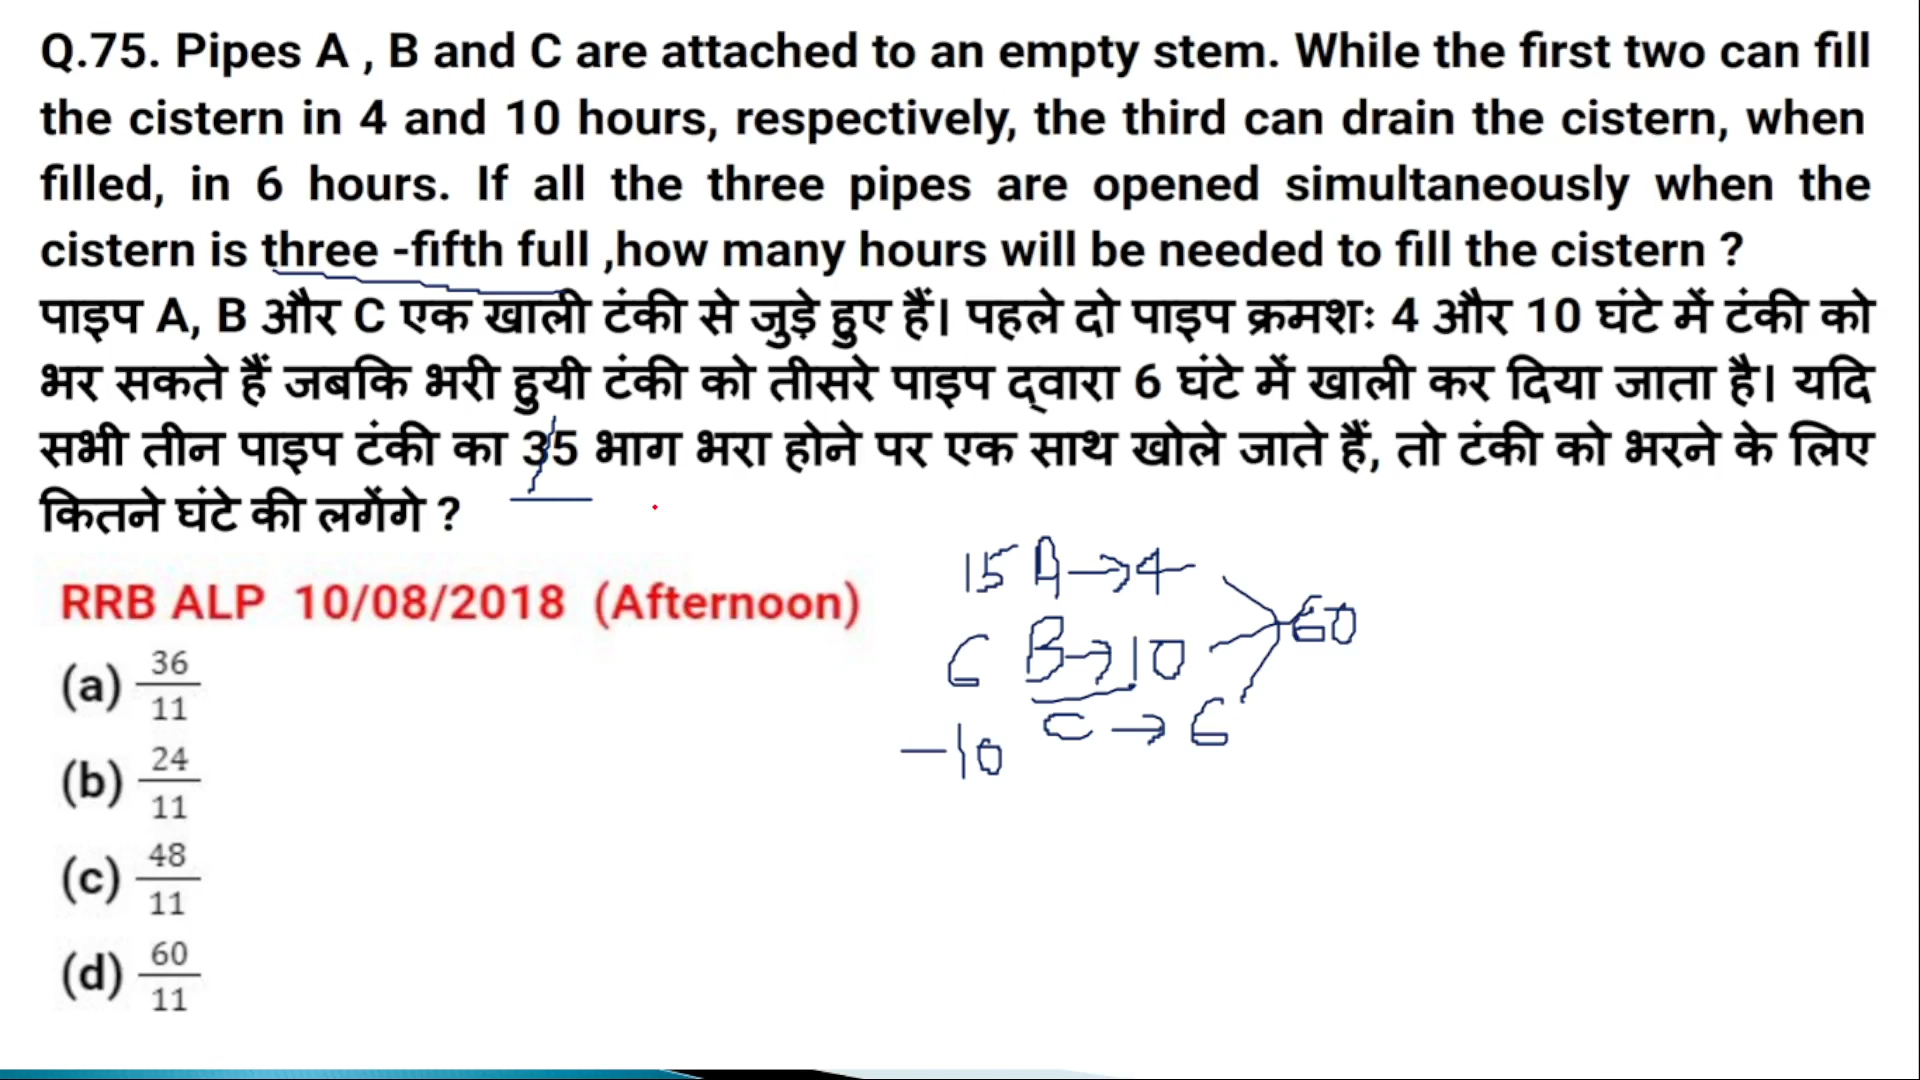 Q.75. Pipes A , B and C are attached to an empty stem. While the first two can fill
the cistern in 4 and 10 hours, respectively, the third can drain the cistern, when
filled, in 6 hours. If all the three pipes are opened simultaneously when the
cistern is three -fifth full ,how many hours will be needed to fill the cistern ?
पाइप A, B और C एक खाली टंकी से जुड़े हुए हैं। पहले दो पाइप क्रमशः 4 और 10 घंटे में टंकी को
भर सकते हैं जबकि भरी हुयी टंकी को तीसरे पाइप द्वारा 6 घंटे में खाली कर दिया जाता है। यदि
सभी तीन पाइप टंकी का 35 भाग भरा होने पर एक साथ खोले जाते हैं, तो टंकी को भरने के लिए
कितने घंटे की लगेंगे ?
RRB ALP 10/08/2018 (Afternoon)
(a) 36/11
(b) 24/11
(c) 48/11
(d) 60/11
15 A→4
6 B→10
60
-10 C→6